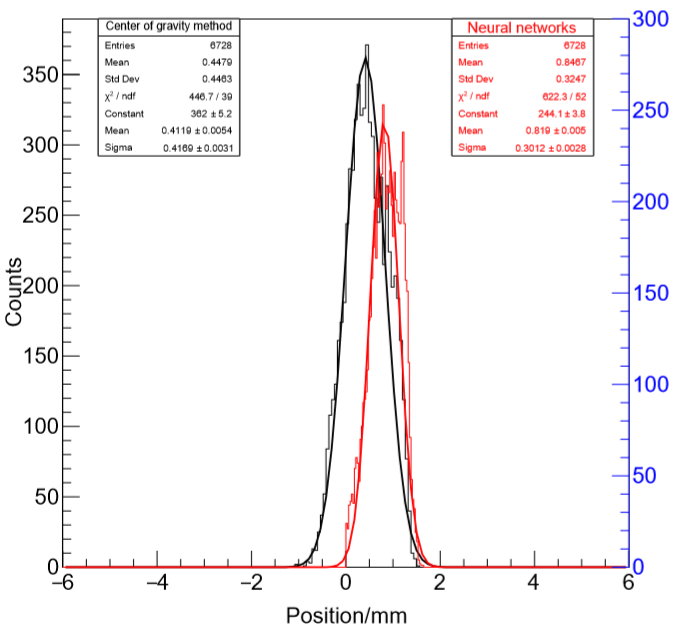 Center of gravity method
Entries 6728
Mean 0.4479
Std Dev 0.4463
χ² / ndf 446.7 / 39
Constant 362 ± 5.2
Mean 0.4119 ± 0.0054
Sigma 0.4169 ± 0.0031
Neural networks
Entries 6728
Mean 0.8467
Std Dev 0.3247
χ² / ndf 622.3 / 52
Constant 244.1 ± 3.8
Mean 0.819 ± 0.005
Sigma 0.3012 ± 0.0028
Counts
350
300
250
200
150
100
50
0
300
250
200
150
100
50
0
−6 −4 −2 0 2 4 6
Position/mm